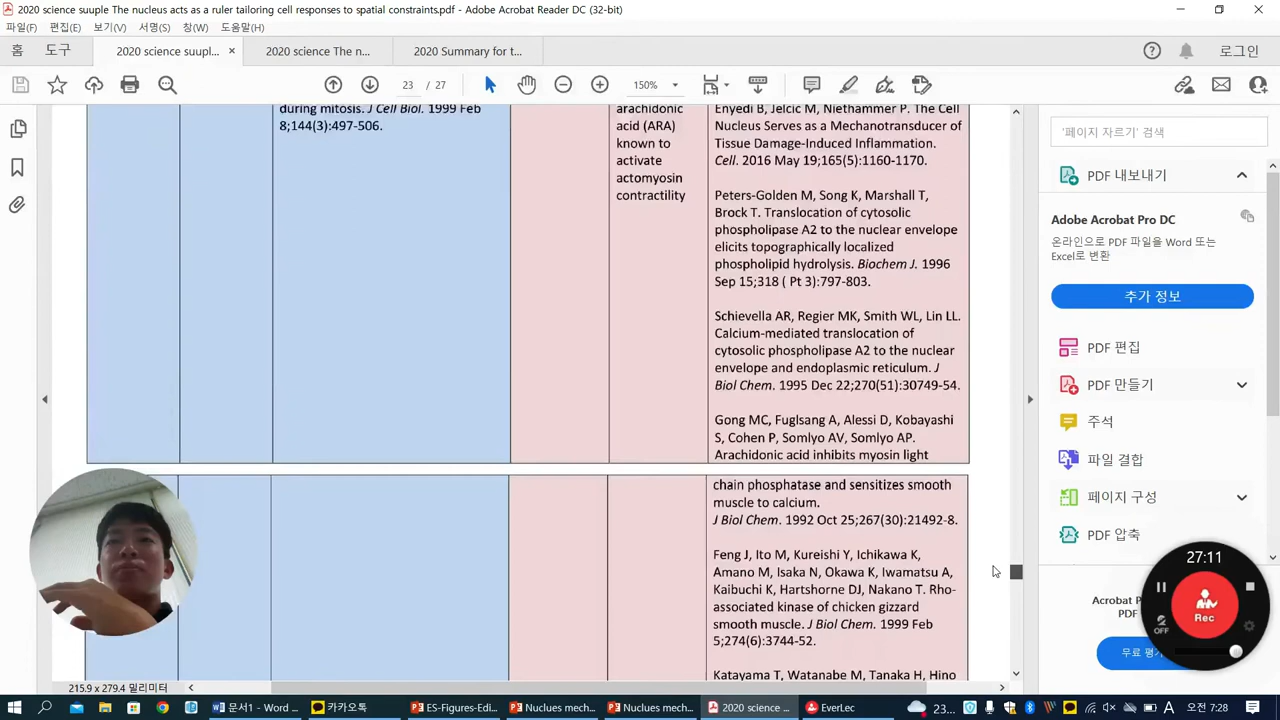 2020 science suuple The nucleus acts as a ruler tailoring cell responses to spatial constraints.pdf - Adobe Acrobat Reader DC (32-bit)
파일(F) 편집(E) 보기(V) 서명(S) 창(W) 도움말(H)
홈 도구 2020 science suupl... × 2020 science The n... 2020 Summary for t... 로그인
23 / 27 150%
during mitosis. J Cell Biol. 1999 Feb
8;144(3):497-506.
arachidonic
acid (ARA)
known to
activate
actomyosin
contractility
Enyedi B, Jelcic M, Niethammer P. The Cell
Nucleus Serves as a Mechanotransducer of
Tissue Damage-Induced Inflammation.
Cell. 2016 May 19;165(5):1160-1170.
Peters-Golden M, Song K, Marshall T,
Brock T. Translocation of cytosolic
phospholipase A2 to the nuclear envelope
elicits topographically localized
phospholipid hydrolysis. Biochem J. 1996
Sep 15;318 ( Pt 3):797-803.
Schievella AR, Regier MK, Smith WL, Lin LL.
Calcium-mediated translocation of
cytosolic phospholipase A2 to the nuclear
envelope and endoplasmic reticulum. J
Biol Chem. 1995 Dec 22;270(51):30749-54.
Gong MC, Fuglsang A, Alessi D, Kobayashi
S, Cohen P, Somlyo AV, Somlyo AP.
Arachidonic acid inhibits myosin light
chain phosphatase and sensitizes smooth
muscle to calcium.
J Biol Chem. 1992 Oct 25;267(30):21492-8.
Feng J, Ito M, Kureishi Y, Ichikawa K,
Amano M, Isaka N, Okawa K, Iwamatsu A,
Kaibuchi K, Hartshorne DJ, Nakano T. Rho-
associated kinase of chicken gizzard
smooth muscle. J Biol Chem. 1999 Feb
5;274(6):3744-52.
Katayama T, Watanabe M, Tanaka H, Hino
'페이지 자르기' 검색
PDF 내보내기
Adobe Acrobat Pro DC
온라인으로 PDF 파일을 Word 또는
Excel로 변환
추가 정보
PDF 편집
PDF 만들기
주석
파일 결합
페이지 구성
PDF 압축
Acrobat P
PDF
무료 평가
27:11
Rec
OFF
215.9 x 279.4 밀리미터
문서1 - Word ... 카카오톡 ES-Figures-Edi... Nuclues mech... Nuclues mech... 2020 science ... EverLec 23... A 오전 7:28